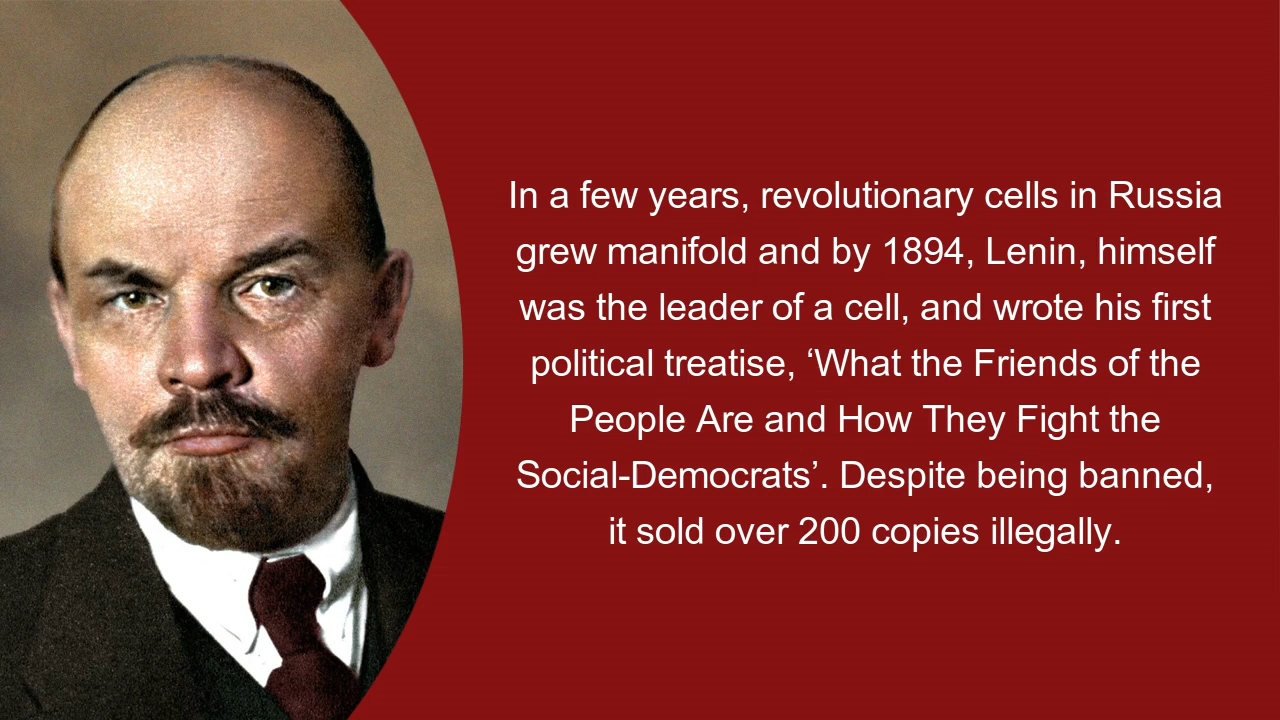 In a few years, revolutionary cells in Russia
grew manifold and by 1894, Lenin, himself
was the leader of a cell, and wrote his first
political treatise, ‘What the Friends of the
People Are and How They Fight the
Social-Democrats’. Despite being banned,
it sold over 200 copies illegally.